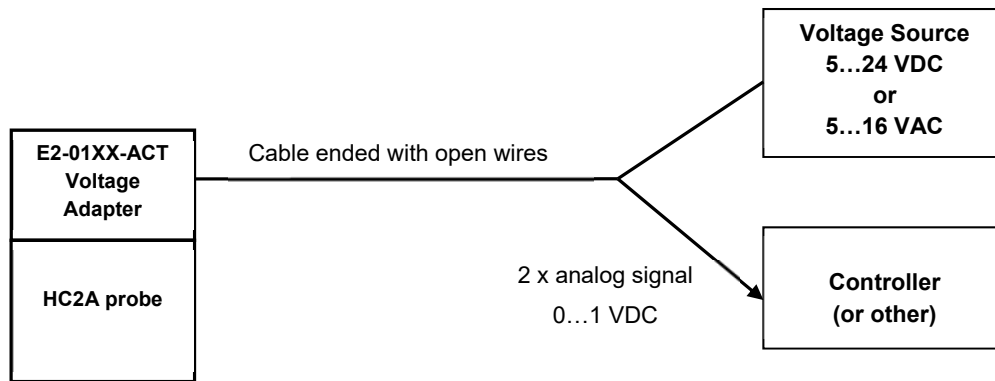 Voltage Source
5…24 VDC
or
5…16 VAC
E2-01XX-ACT
Voltage
Adapter
Cable ended with open wires
HC2A probe
2 x analog signal
0…1 VDC
Controller
(or other)